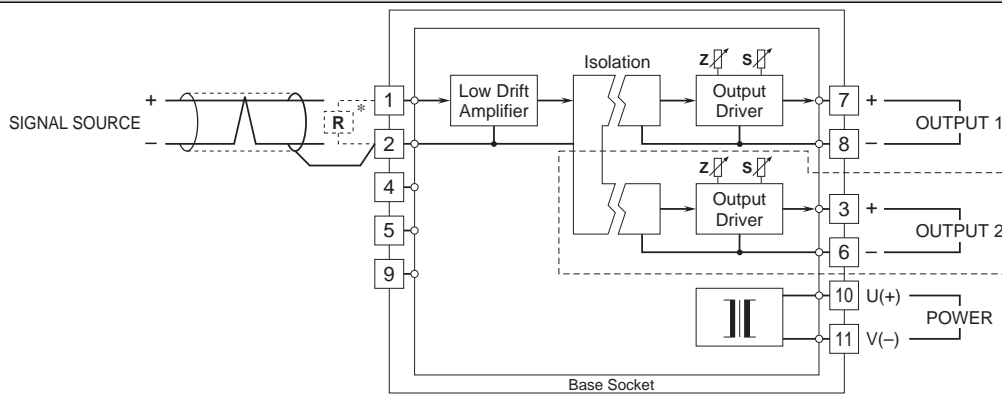 Isolation
Z S
+ 1 Low Drift Amplifier Output Driver 7 +
R *
SIGNAL SOURCE OUTPUT 1
– 2 8 –
4 Z S
Output Driver 3 +
5 OUTPUT 2
6 –
9
10 U(+)
POWER
11 V(–)
Base Socket